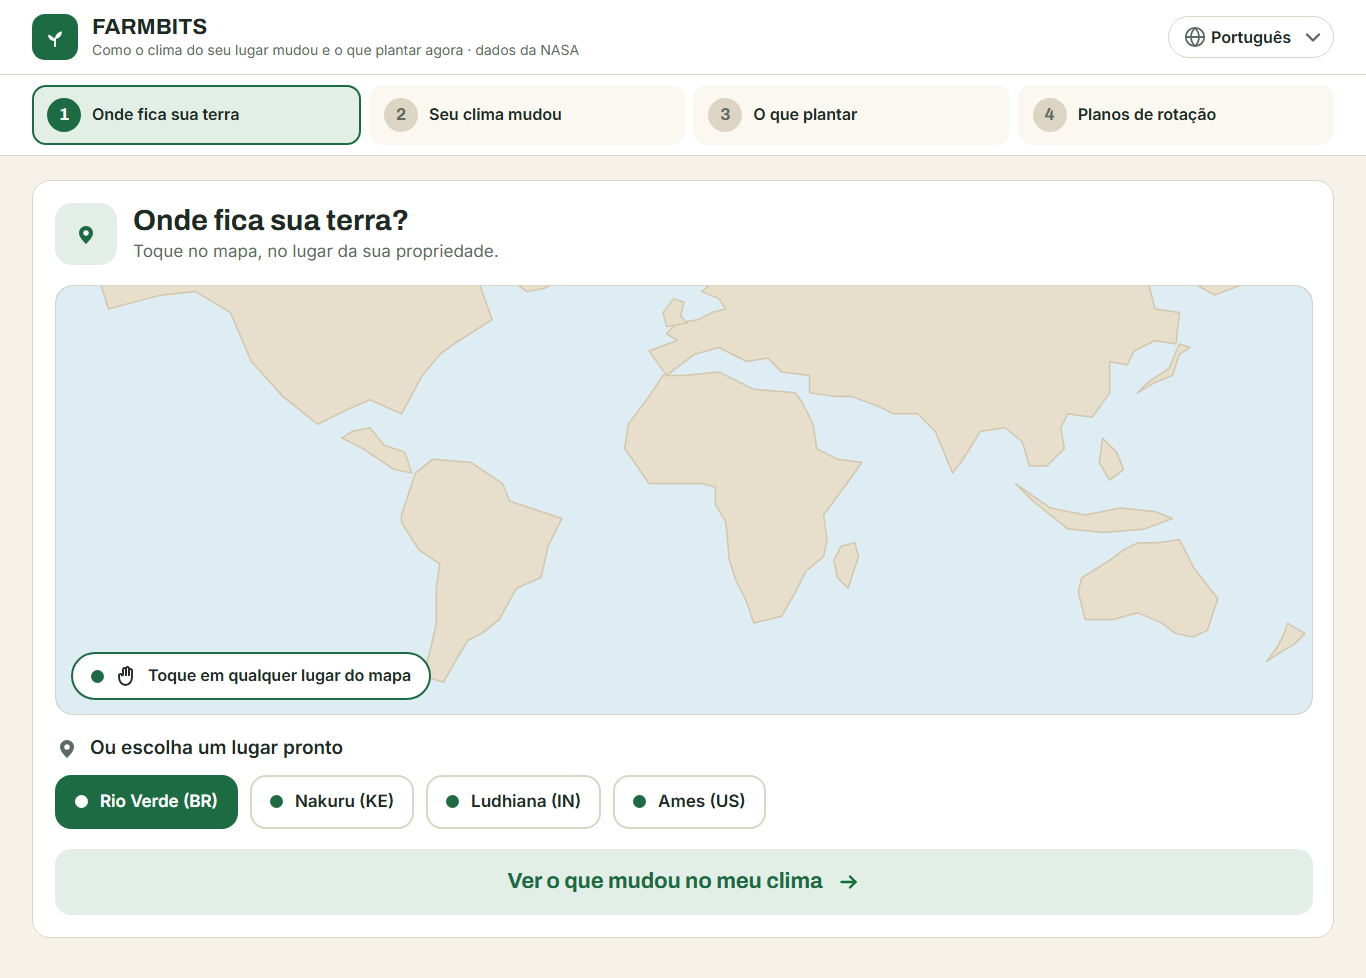 FARMBITS
Como o clima do seu lugar mudou e o que plantar agora · dados da NASA
Português
1 Onde fica sua terra
2 Seu clima mudou
3 O que plantar
4 Planos de rotação
Onde fica sua terra?
Toque no mapa, no lugar da sua propriedade.
Toque em qualquer lugar do mapa
Ou escolha um lugar pronto
Rio Verde (BR)
Nakuru (KE)
Ludhiana (IN)
Ames (US)
Ver o que mudou no meu clima →